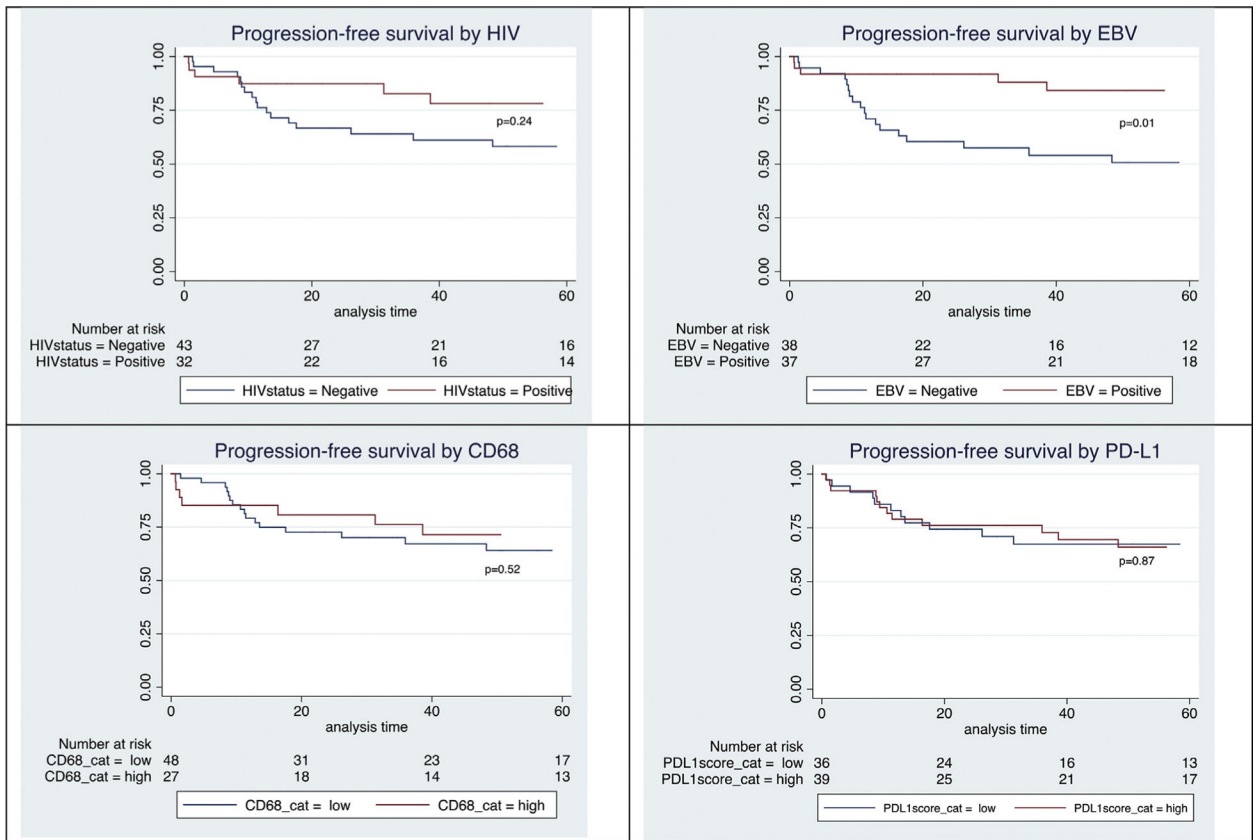 Progression-free survival by HIV
1.00
0.75
0.50
0.25
0.00
p=0.24
0 20 40 60
analysis time
Number at risk
HIVstatus = Negative 43 27 21 16
HIVstatus = Positive 32 22 16 14
HIVstatus = Negative HIVstatus = Positive
Progression-free survival by EBV
1.00
0.75
0.50
0.25
0.00
p=0.01
0 20 40 60
analysis time
Number at risk
EBV = Negative 38 22 16 12
EBV = Positive 37 27 21 18
EBV = Negative EBV = Positive
Progression-free survival by CD68
1.00
0.75
0.50
0.25
0.00
p=0.52
0 20 40 60
analysis time
Number at risk
CD68_cat = low 48 31 23 17
CD68_cat = high 27 18 14 13
CD68_cat = low CD68_cat = high
Progression-free survival by PD-L1
1.00
0.75
0.50
0.25
0.00
p=0.87
0 20 40 60
analysis time
Number at risk
PDL1score_cat = low 36 24 16 13
PDL1score_cat = high 39 25 21 17
PDL1score_cat = low PDL1score_cat = high